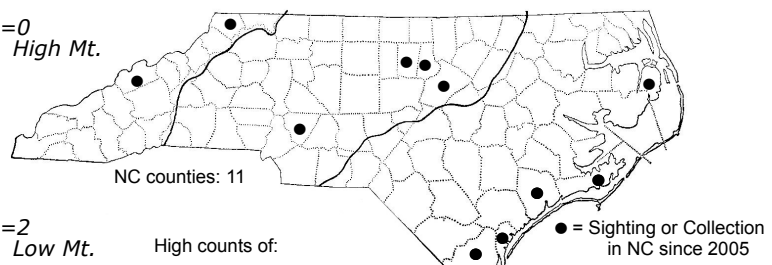 =0
High Mt.
NC counties: 11
=2
Low Mt.
High counts of:
● = Sighting or Collection
in NC since 2005